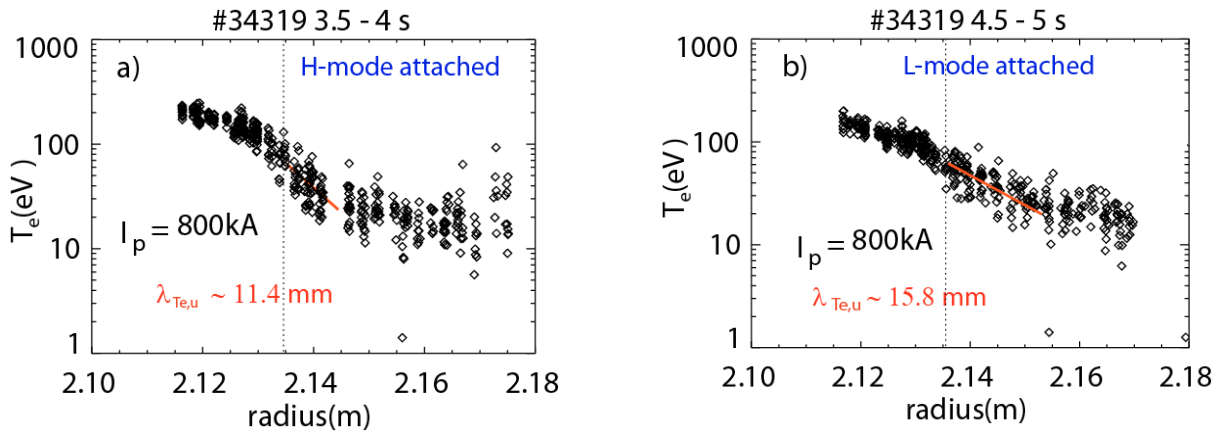 #34319 3.5 - 4 s
a)
H-mode attached
1000
100
10
1
T_e(eV)
I_p = 800kA
λ_Te,u ~ 11.4 mm
2.10 2.12 2.14 2.16 2.18
radius(m)
#34319 4.5 - 5 s
b)
L-mode attached
1000
100
10
1
T_e(eV)
I_p = 800kA
λ_Te,u ~ 15.8 mm
2.10 2.12 2.14 2.16 2.18
radius(m)